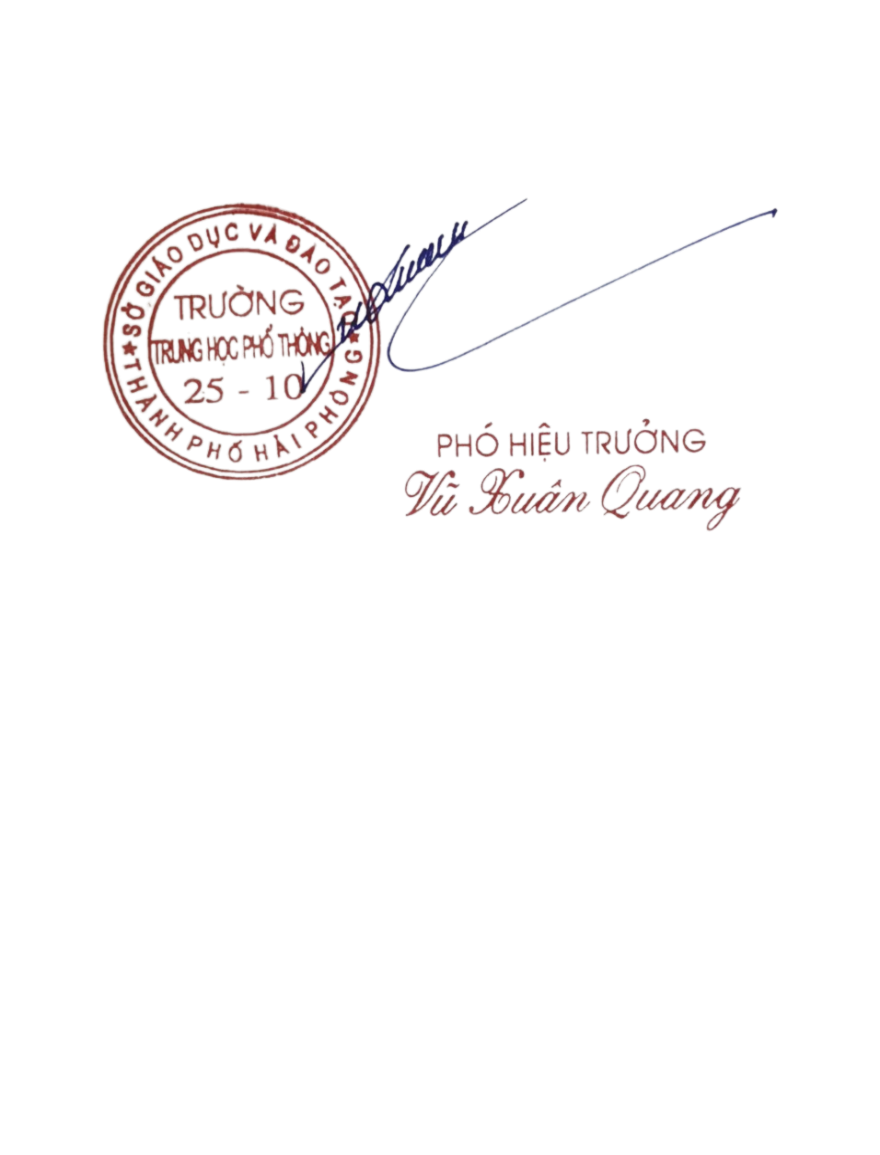 SỞ GIÁO DỤC VÀ ĐÀO TẠO
TRƯỜNG
TRUNG HỌC PHỔ THÔNG
25 - 10
★ THÀNH PHỐ HẢI PHÒNG ★
PHÓ HIỆU TRƯỞNG
Vũ Xuân Quang